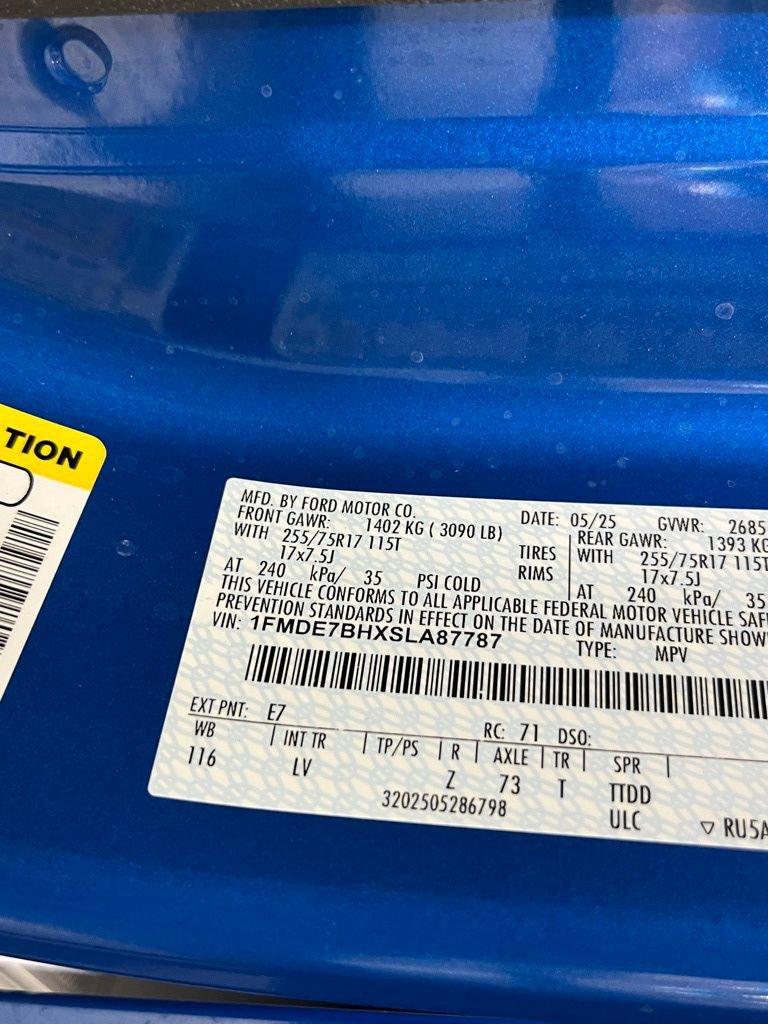 TION
MFD. BY FORD MOTOR CO.
DATE: 05/25 GVWR: 2685
FRONT GAWR: 1402 KG ( 3090 LB)
REAR GAWR: 1393 KG
WITH 255/75R17 115T TIRES
WITH 255/75R17 115T
17x7.5J RIMS
17x7.5J
AT 240 kPa/ 35 PSI COLD
AT 240 kPa/ 35
THIS VEHICLE CONFORMS TO ALL APPLICABLE FEDERAL MOTOR VEHICLE SAF
PREVENTION STANDARDS IN EFFECT ON THE DATE OF MANUFACTURE SHOW
VIN: 1FMDE7BHXSLA87787
TYPE: MPV
EXT PNT: E7 RC: 71 DSO:
WB | INT TR | TP/PS | R | AXLE | TR | SPR |
116 LV Z 73 T TTDD
3202505286798 ULC ▽ RU5A